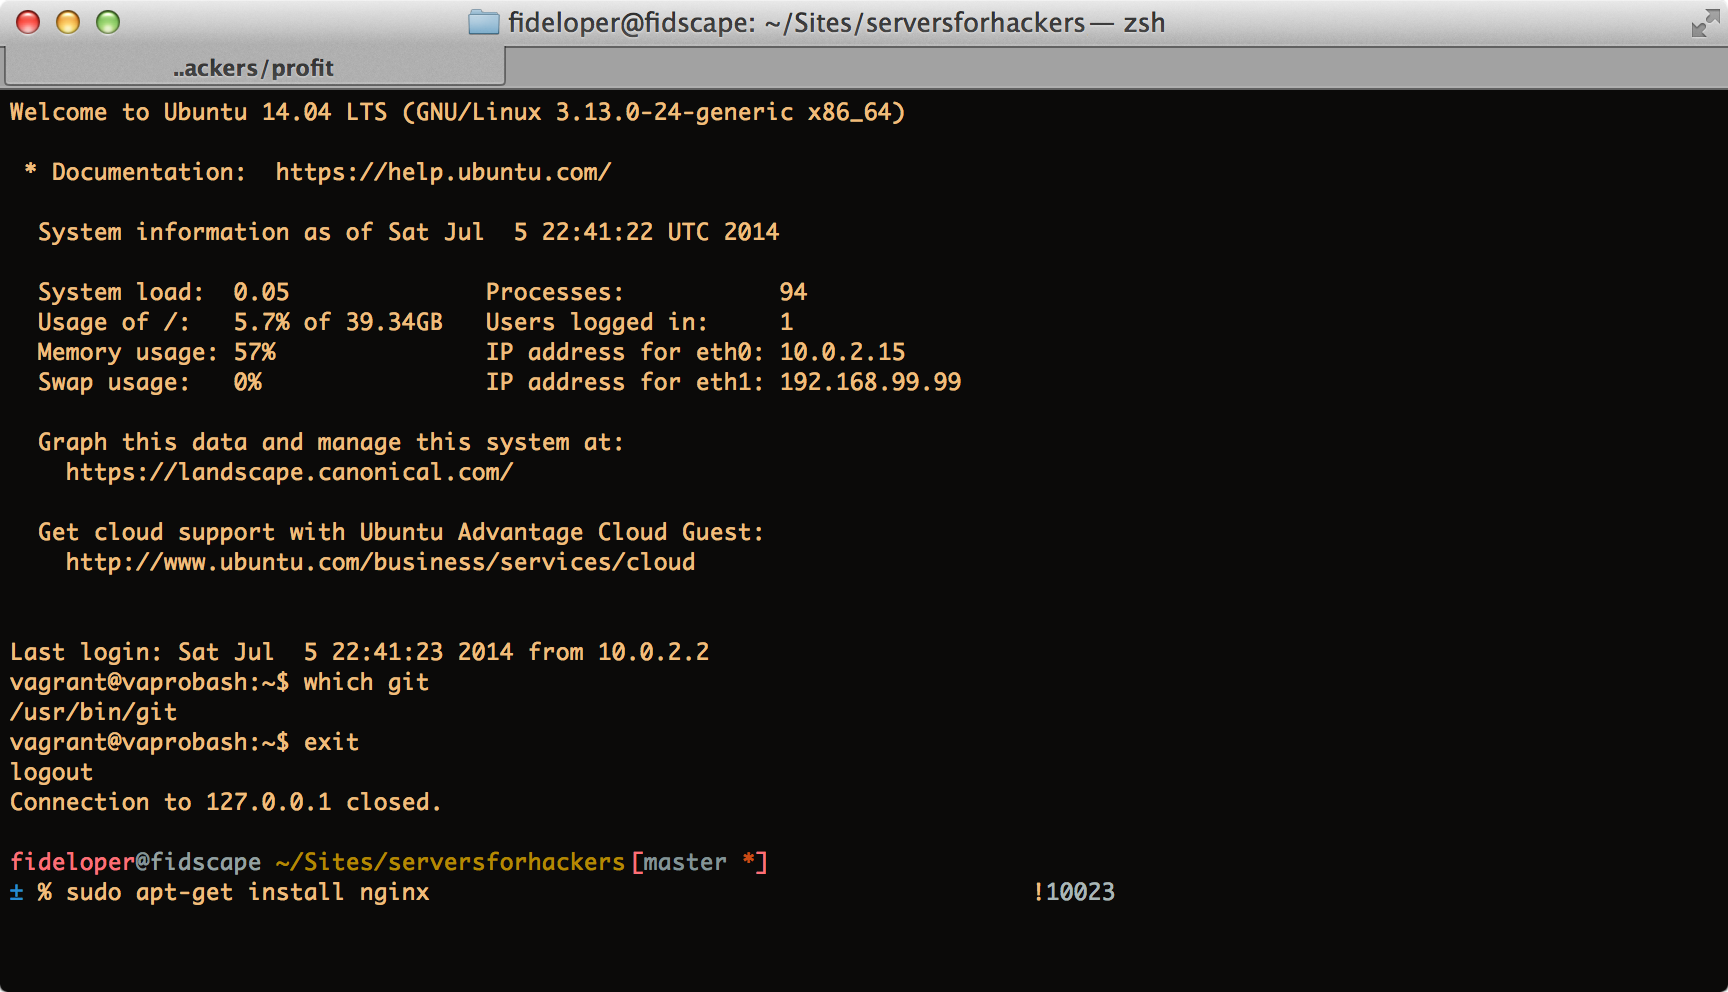 fideloper@fidscape: ~/Sites/serversforhackers — zsh
..ackers/profit
Welcome to Ubuntu 14.04 LTS (GNU/Linux 3.13.0-24-generic x86_64)
 * Documentation:  https://help.ubuntu.com/
  System information as of Sat Jul  5 22:41:22 UTC 2014
  System load:  0.05              Processes:           94
  Usage of /:   5.7% of 39.34GB   Users logged in:     1
  Memory usage: 57%               IP address for eth0: 10.0.2.15
  Swap usage:   0%                IP address for eth1: 192.168.99.99
  Graph this data and manage this system at:
    https://landscape.canonical.com/
  Get cloud support with Ubuntu Advantage Cloud Guest:
    http://www.ubuntu.com/business/services/cloud
Last login: Sat Jul  5 22:41:23 2014 from 10.0.2.2
vagrant@vaprobash:~$ which git
/usr/bin/git
vagrant@vaprobash:~$ exit
logout
Connection to 127.0.0.1 closed.
fideloper@fidscape ~/Sites/serversforhackers[master *]
± % sudo apt-get install nginx                                           !10023